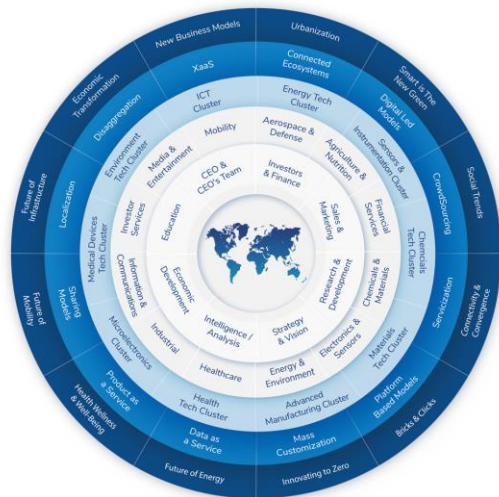 New Business Models
Urbanization
Smart is The
New Green
Social Trends
Connectivity &
Convergence
Bricks & Clicks
Innovating to Zero
Future of Energy
Health Wellness
& Well-Being
Future of
Mobility
Future of
Infrastructure
Economic
Transformation
XaaS
Connected
Ecosystems
Digital Led
Models
CrowdSourcing
Servicization
Platform
Based Models
Mass
Customization
Data as
a Service
Product as
a Service
Sharing
Models
Localization
Disaggregation
ICT
Cluster
Energy Tech
Cluster
Sensors &
Instrumentation Cluster
Chemcials
Tech Cluster
Materials
Tech Cluster
Advanced
Manufacturing Cluster
Health
Tech Cluster
Microelectronics
Cluster
Medical Devices
Tech Cluster
Environment
Tech Cluster
Mobility
Aerospace &
Defense
Agriculture &
Nutrition
Financial
Services
Chemicals &
Materials
Electronics &
Sensors
Energy &
Environment
Healthcare
Industrial
Information &
Communications
Investor
Services
Media &
Entertainment
CEO &
CEO's Team
Investors
& Finance
Sales &
Marketing
Research &
Development
Strategy
& Vision
Intelligence /
Analysis
Economic
Development
Education